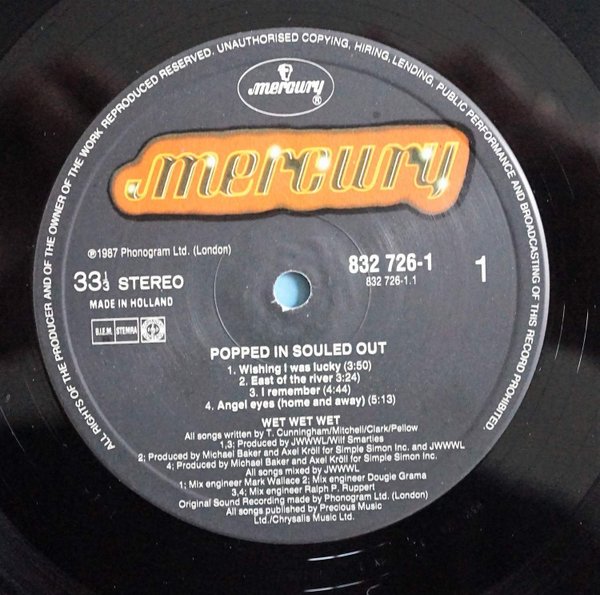 ALL RIGHTS OF THE PRODUCER AND OF THE OWNER OF THE WORK REPRODUCED RESERVED. UNAUTHORISED COPYING, HIRING, LENDING, PUBLIC PERFORMANCE AND BROADCASTING OF THIS RECORD PROHIBITED
mercury ®
mercury
℗1987 Phonogram Ltd. (London)
33⅓ STEREO
MADE IN HOLLAND
B.I.E.M. STEMRA
832 726-1
832 726-1.1
1
POPPED IN SOULED OUT
1. Wishing I was lucky (3:50)
2. East of the river 3:24)
3. I remember (4:44)
4. Angel eyes (home and away) (5:13)
WET WET WET
All songs written by T. Cunningham/Mitchell/Clark/Pellow
1,3; Produced by JWWWL/Wilf Smarties
2; Produced by Michael Baker and Axel Kröll for Simple Simon Inc. and JWWWL
4; Produced by Michael Baker and Axel Kröll for Simple Simon Inc.
All songs mixed by JWWWL
1; Mix engineer Mark Wallace 2; Mix engineer Dougie Grama
3,4; Mix engineer Ralph P. Ruppert
Original Sound Recording made by Phonogram Ltd. (London)
All songs published by Precious Music
Ltd./Chrysalis Music Ltd.